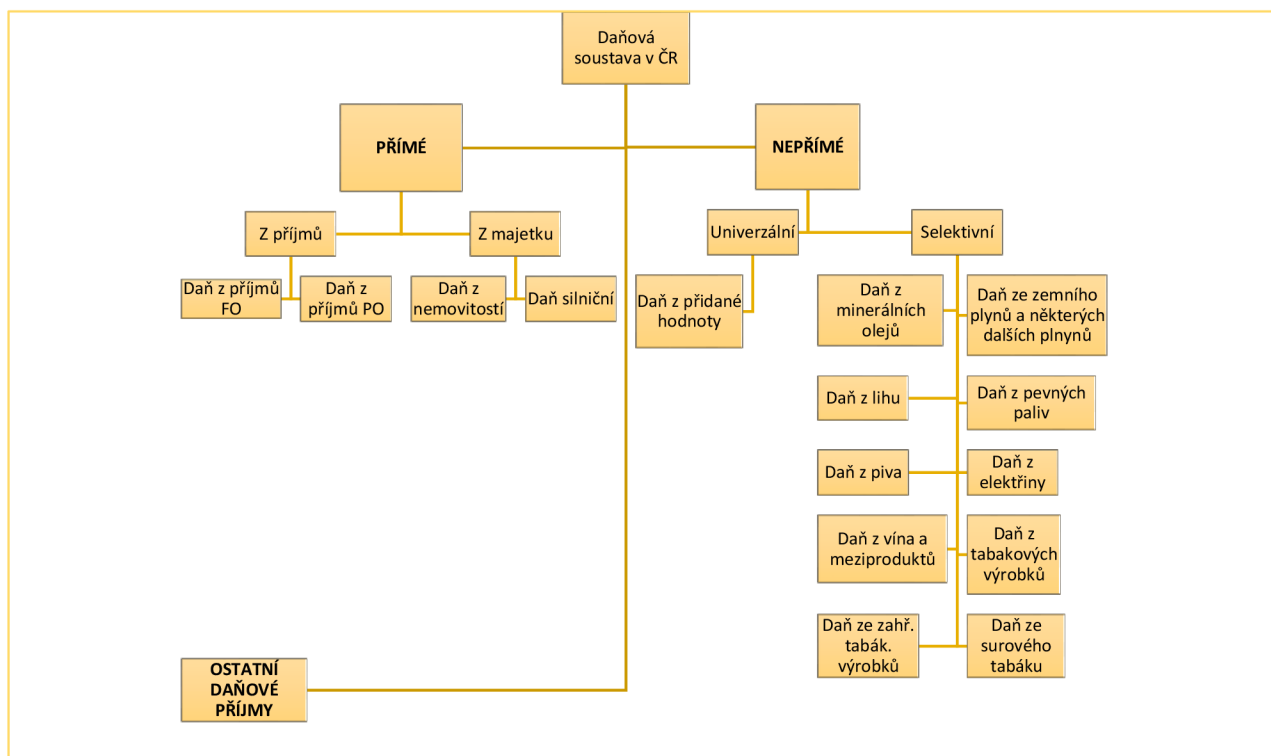 Daňová
soustava v ČR
PŘÍMÉ
NEPŘÍMÉ
Z příjmů
Z majetku
Univerzální
Selektivní
Daň z příjmů
FO
Daň z
příjmů PO
Daň z
nemovitostí
Daň silniční
Daň z přidané
hodnoty
Daň z
minerálních
olejů
Daň ze zemního
plynů a některých
dalších plnynů
Daň z lihu
Daň z pevných
paliv
Daň z piva
Daň z
elektřiny
Daň z vína a
meziproduktů
Daň z
tabakových
výrobků
Daň ze zahř.
tabák.
výrobků
Daň ze
surového
tabáku
OSTATNÍ
DAŇOVÉ
PŘÍJMY